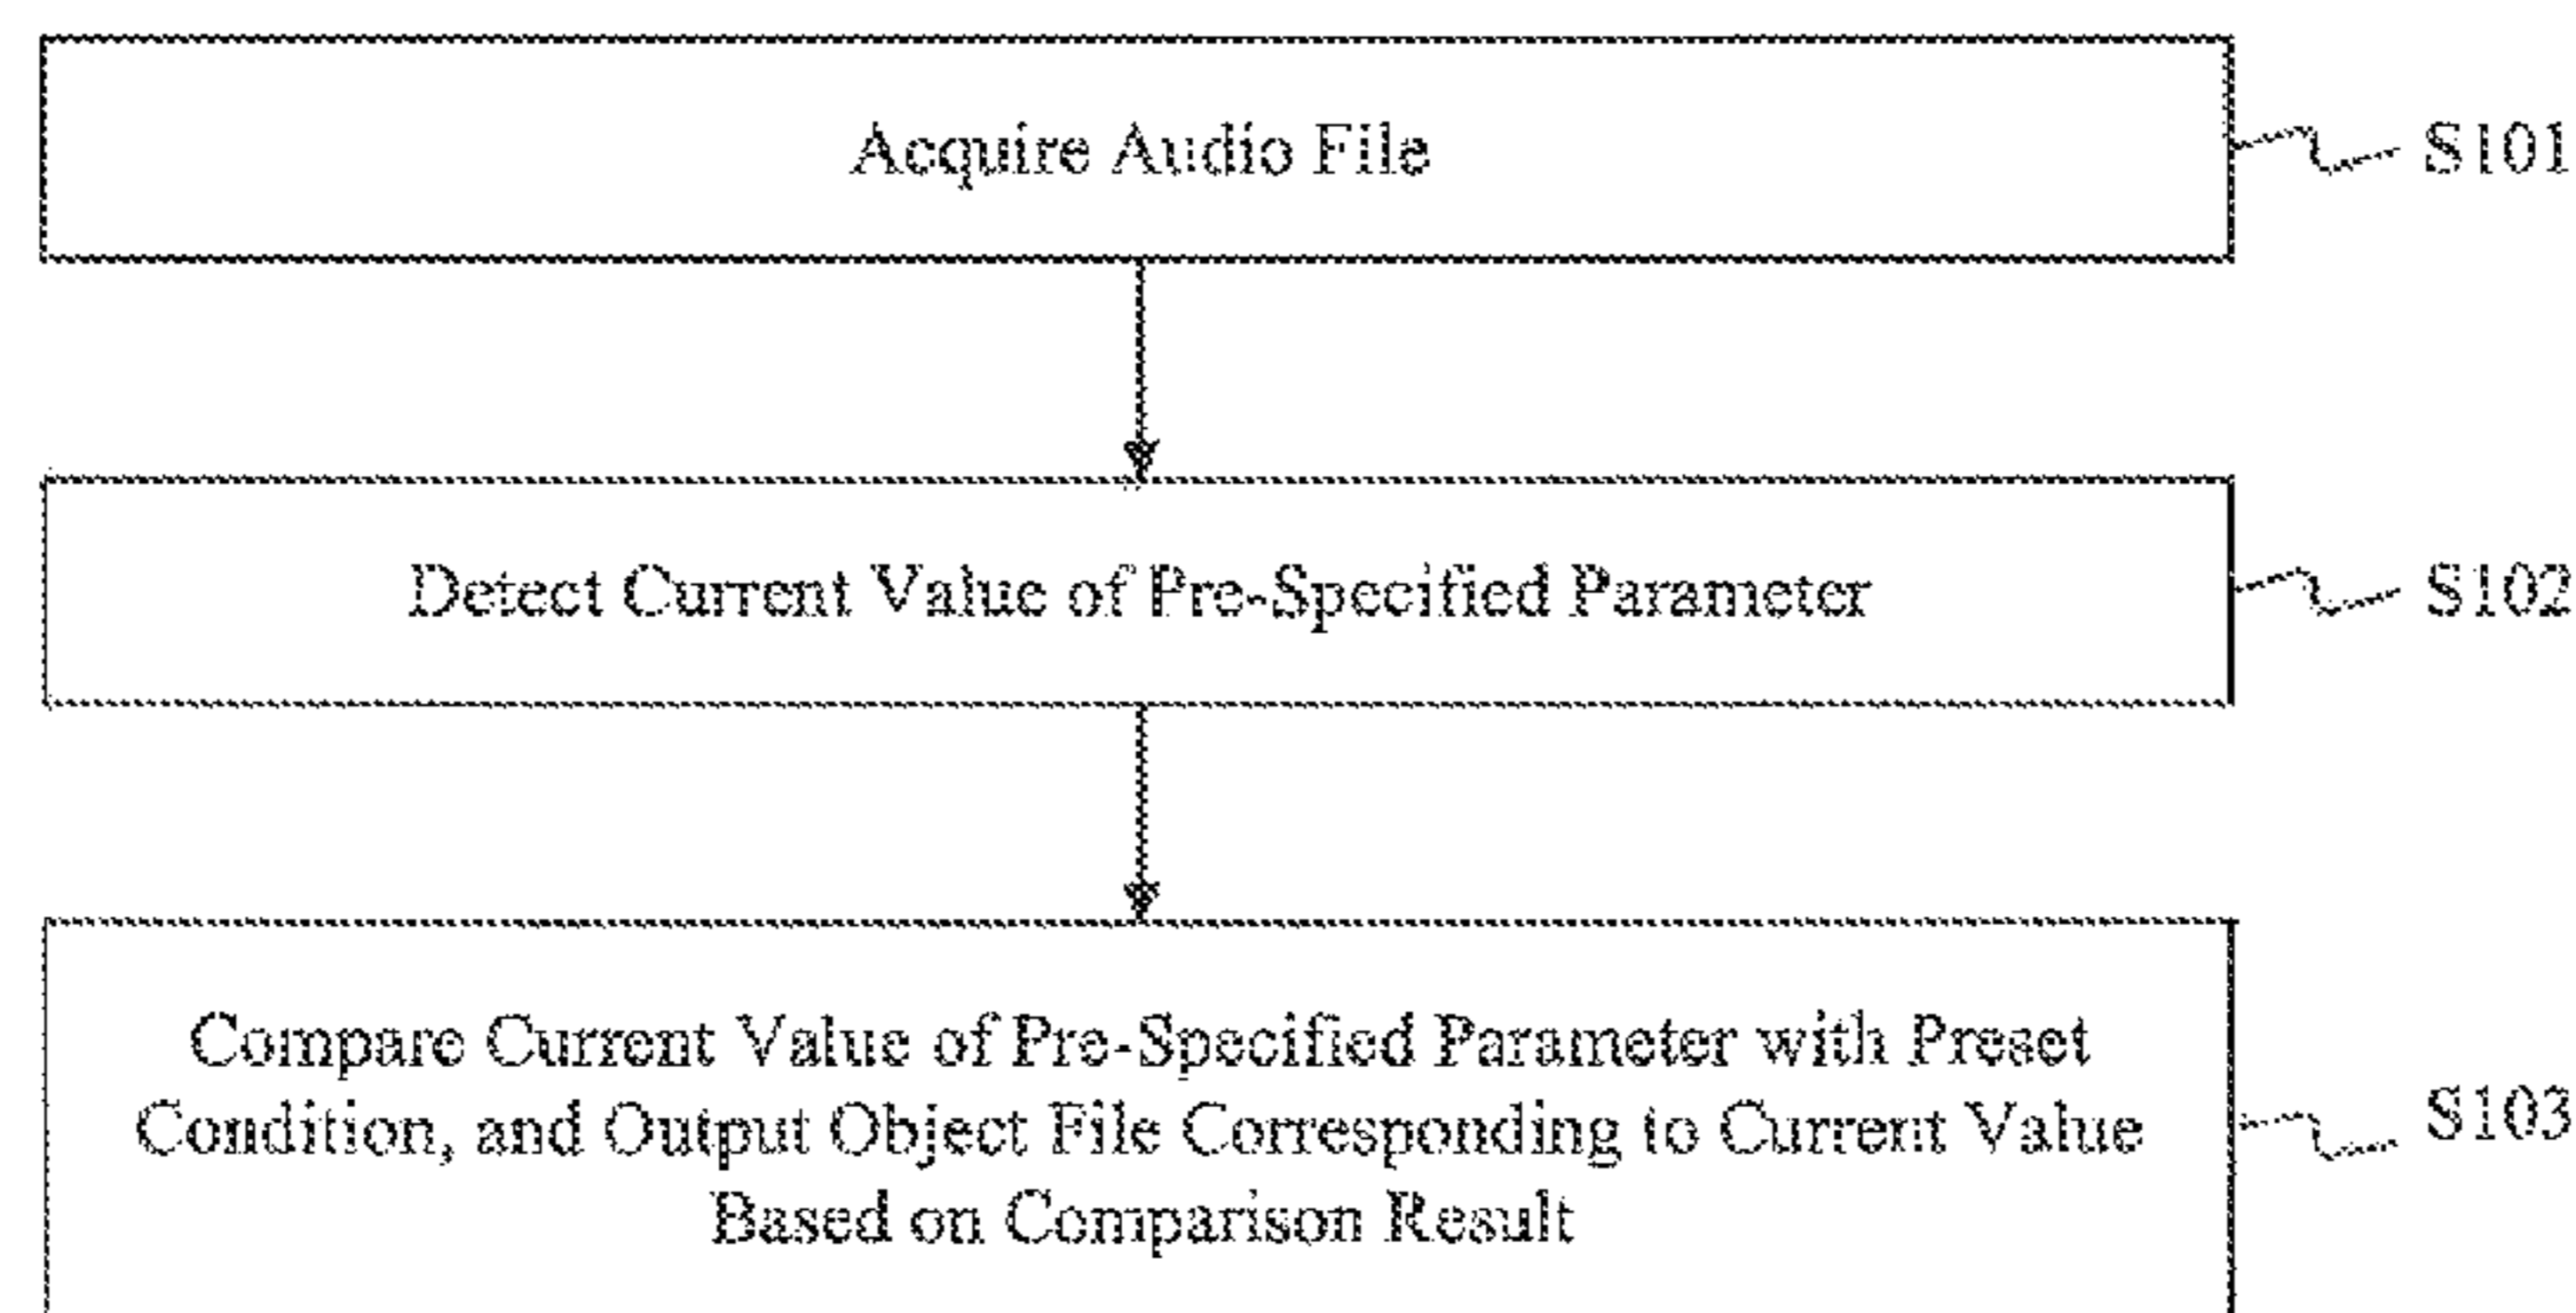 Acquire Audio File
S101
Detect Current Value of Pre-Specified Parameter
S102
Compare Current Value of Pre-Specified Parameter with Preset
Condition, and Output Object File Corresponding to Current Value
Based on Comparison Result
S103